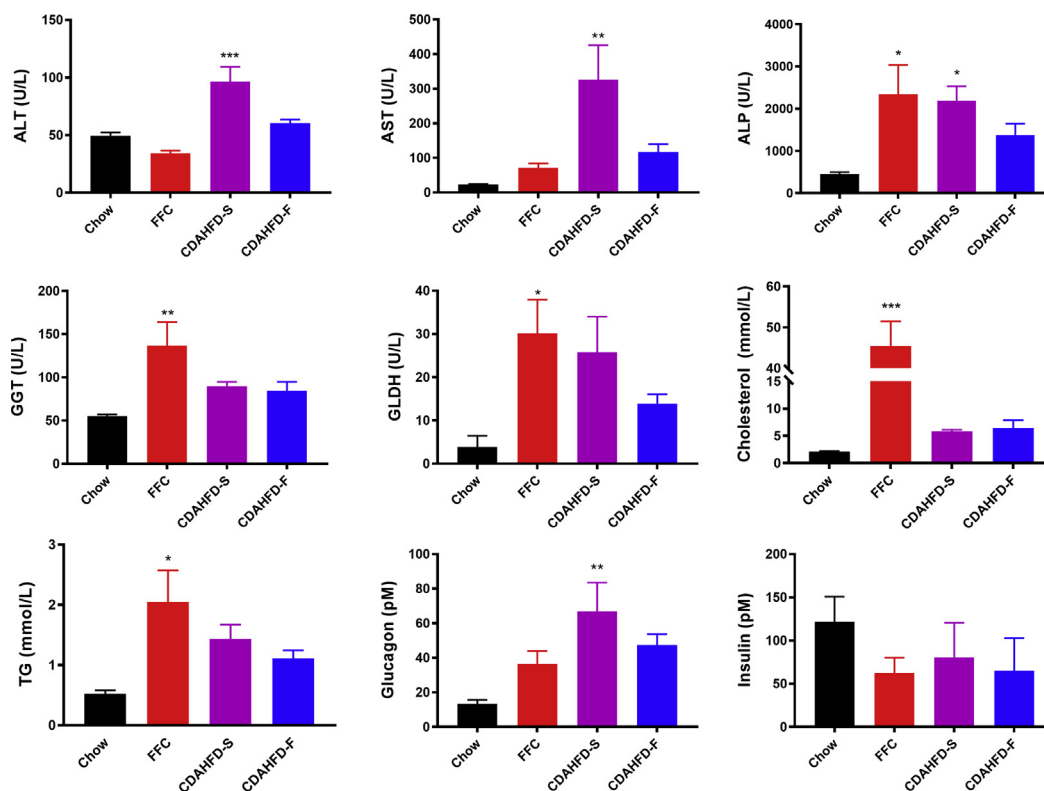 ALT (U/L)
150
100
50
0
***
Chow
FFC
CDAHFD-S
CDAHFD-F
AST (U/L)
500
400
300
200
100
0
**
Chow
FFC
CDAHFD-S
CDAHFD-F
ALP (U/L)
4000
3000
2000
1000
0
*
*
Chow
FFC
CDAHFD-S
CDAHFD-F
GGT (U/L)
200
150
100
50
0
**
Chow
FFC
CDAHFD-S
CDAHFD-F
GLDH (U/L)
40
30
20
10
0
*
Chow
FFC
CDAHFD-S
CDAHFD-F
Cholesterol (mmol/L)
60
50
40
15
10
5
0
***
Chow
FFC
CDAHFD-S
CDAHFD-F
TG (mmol/L)
3
2
1
0
*
Chow
FFC
CDAHFD-S
CDAHFD-F
Glucagon (pM)
100
80
60
40
20
0
**
Chow
FFC
CDAHFD-S
CDAHFD-F
Insulin (pM)
200
150
100
50
0
Chow
FFC
CDAHFD-S
CDAHFD-F